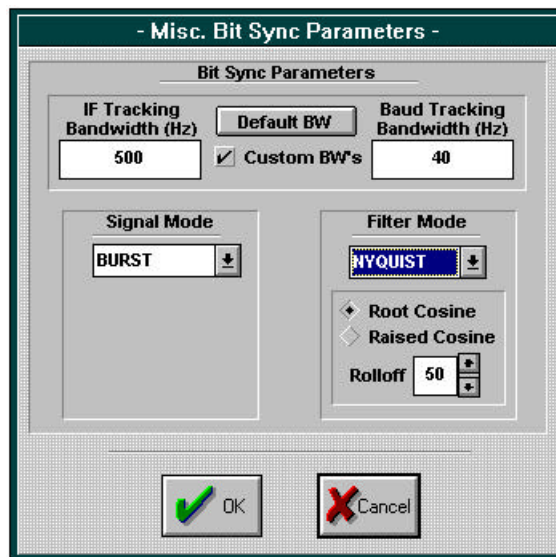 - Misc. Bit Sync Parameters -
Bit Sync Parameters
IF Tracking
Bandwidth (Hz)
500
Default BW
Custom BW's
Baud Tracking
Bandwidth (Hz)
40
Signal Mode
BURST
Filter Mode
NYQUIST
Root Cosine
Raised Cosine
Rolloff 50
OK
Cancel